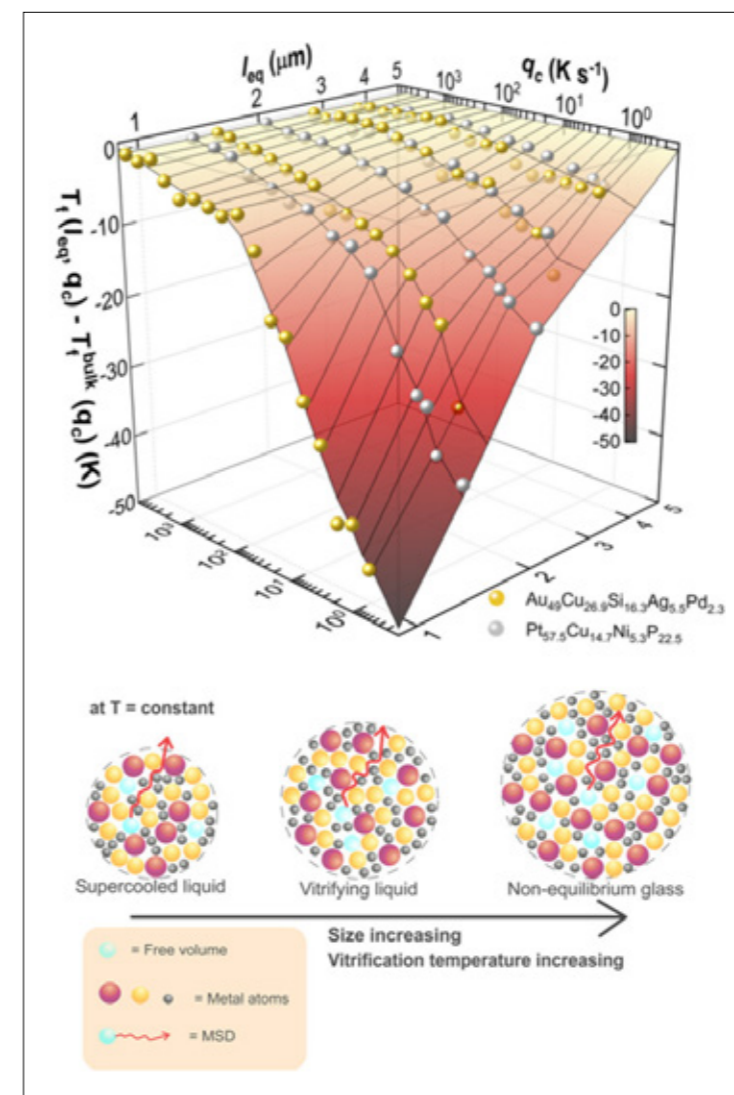 l_eq (μm)
q_c (K s⁻¹)
1 2 3 4 5
10³ 10² 10¹ 10⁰
T_f (l_eq, q_c) - T_f^bulk (q_c) (K)
0
-10
-20
-30
-40
-50
0
-10
-20
-30
-40
-50
10³ 10² 10¹ 10⁰
1 2 3 4 5
Au₄₉Cu₂₆.₉Si₁₆.₃Ag₅.₅Pd₂.₃
Pt₅₇.₅Cu₁₄.₇Ni₅.₃P₂₂.₅
at T = constant
Supercooled liquid
Vitrifying liquid
Non-equilibrium glass
Size increasing
Vitrification temperature increasing
= Free volume
= Metal atoms
= MSD